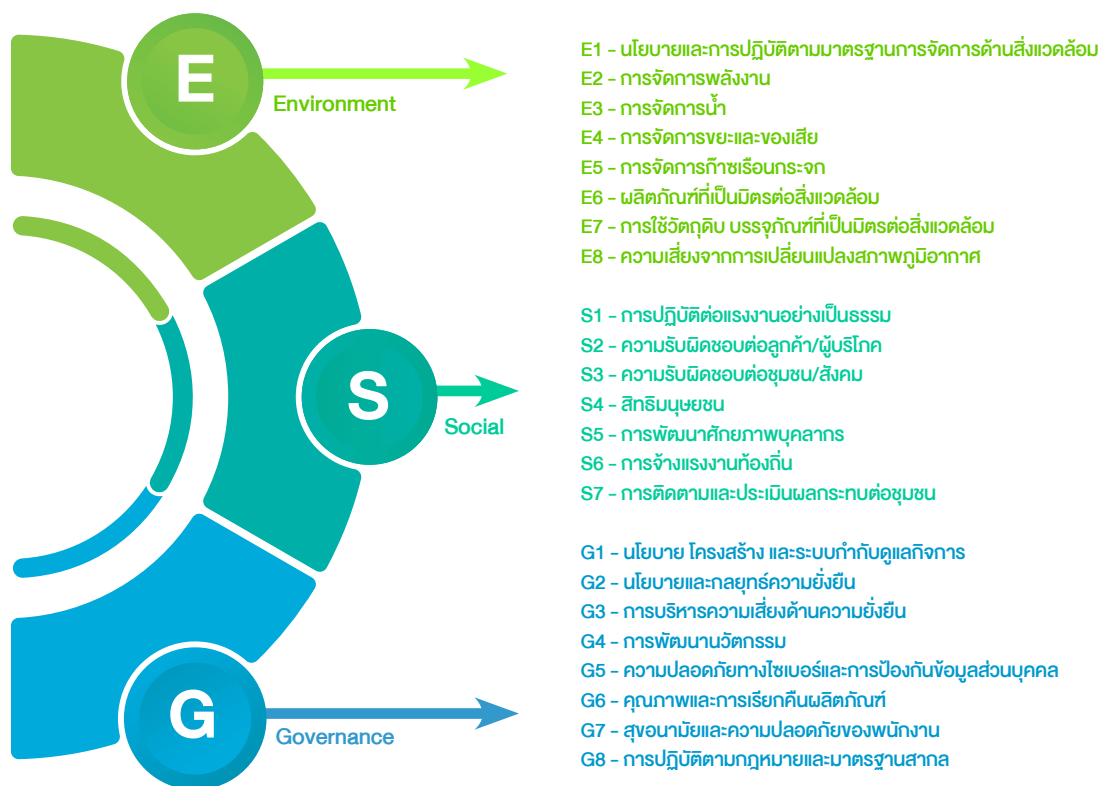 E
Environment
E1 - นโยบายและการปฏิบัติตามมาตรฐานการจัดการด้านสิ่งแวดล้อม
E2 - การจัดการพลังงาน
E3 - การจัดการน้ำ
E4 - การจัดการขยะและของเสีย
E5 - การจัดการก๊าซเรือนกระจก
E6 - ผลิตภัณฑ์ที่เป็นมิตรต่อสิ่งแวดล้อม
E7 - การใช้วัตถุดิบ บรรจุภัณฑ์ที่เป็นมิตรต่อสิ่งแวดล้อม
E8 - ความเสี่ยงจากการเปลี่ยนแปลงสภาพภูมิอากาศ
S
Social
S1 - การปฏิบัติต่อแรงงานอย่างเป็นธรรม
S2 - ความรับผิดชอบต่อลูกค้า/ผู้บริโภค
S3 - ความรับผิดชอบต่อชุมชน/สังคม
S4 - สิทธิมนุษยชน
S5 - การพัฒนาศักยภาพบุคลากร
S6 - การจ้างแรงงานท้องถิ่น
S7 - การติดตามและประเมินผลกระทบต่อชุมชน
G
Governance
G1 - นโยบาย โครงสร้าง และระบบกำกับดูแลกิจการ
G2 - นโยบายและกลยุทธ์ความยั่งยืน
G3 - การบริหารความเสี่ยงด้านความยั่งยืน
G4 - การพัฒนานวัตกรรม
G5 - ความปลอดภัยทางไซเบอร์และการป้องกันข้อมูลส่วนบุคคล
G6 - คุณภาพและการเรียกคืนผลิตภัณฑ์
G7 - สุขอนามัยและความปลอดภัยของพนักงาน
G8 - การปฏิบัติตามกฎหมายและมาตรฐานสากล